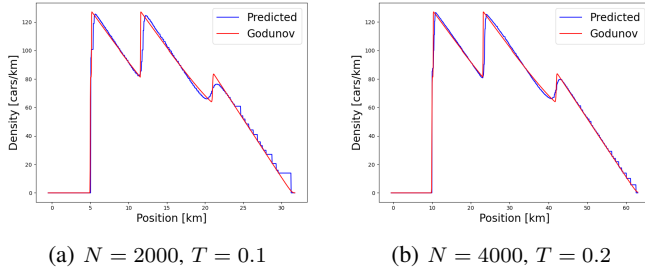 Predicted
Godunov
Density [cars/km]
120
100
80
60
40
20
0
0 5 10 15 20 25 30
Position [km]
(a) N = 2000, T = 0.1
Predicted
Godunov
Density [cars/km]
120
100
80
60
40
20
0
0 10 20 30 40 50 60
Position [km]
(b) N = 4000, T = 0.2